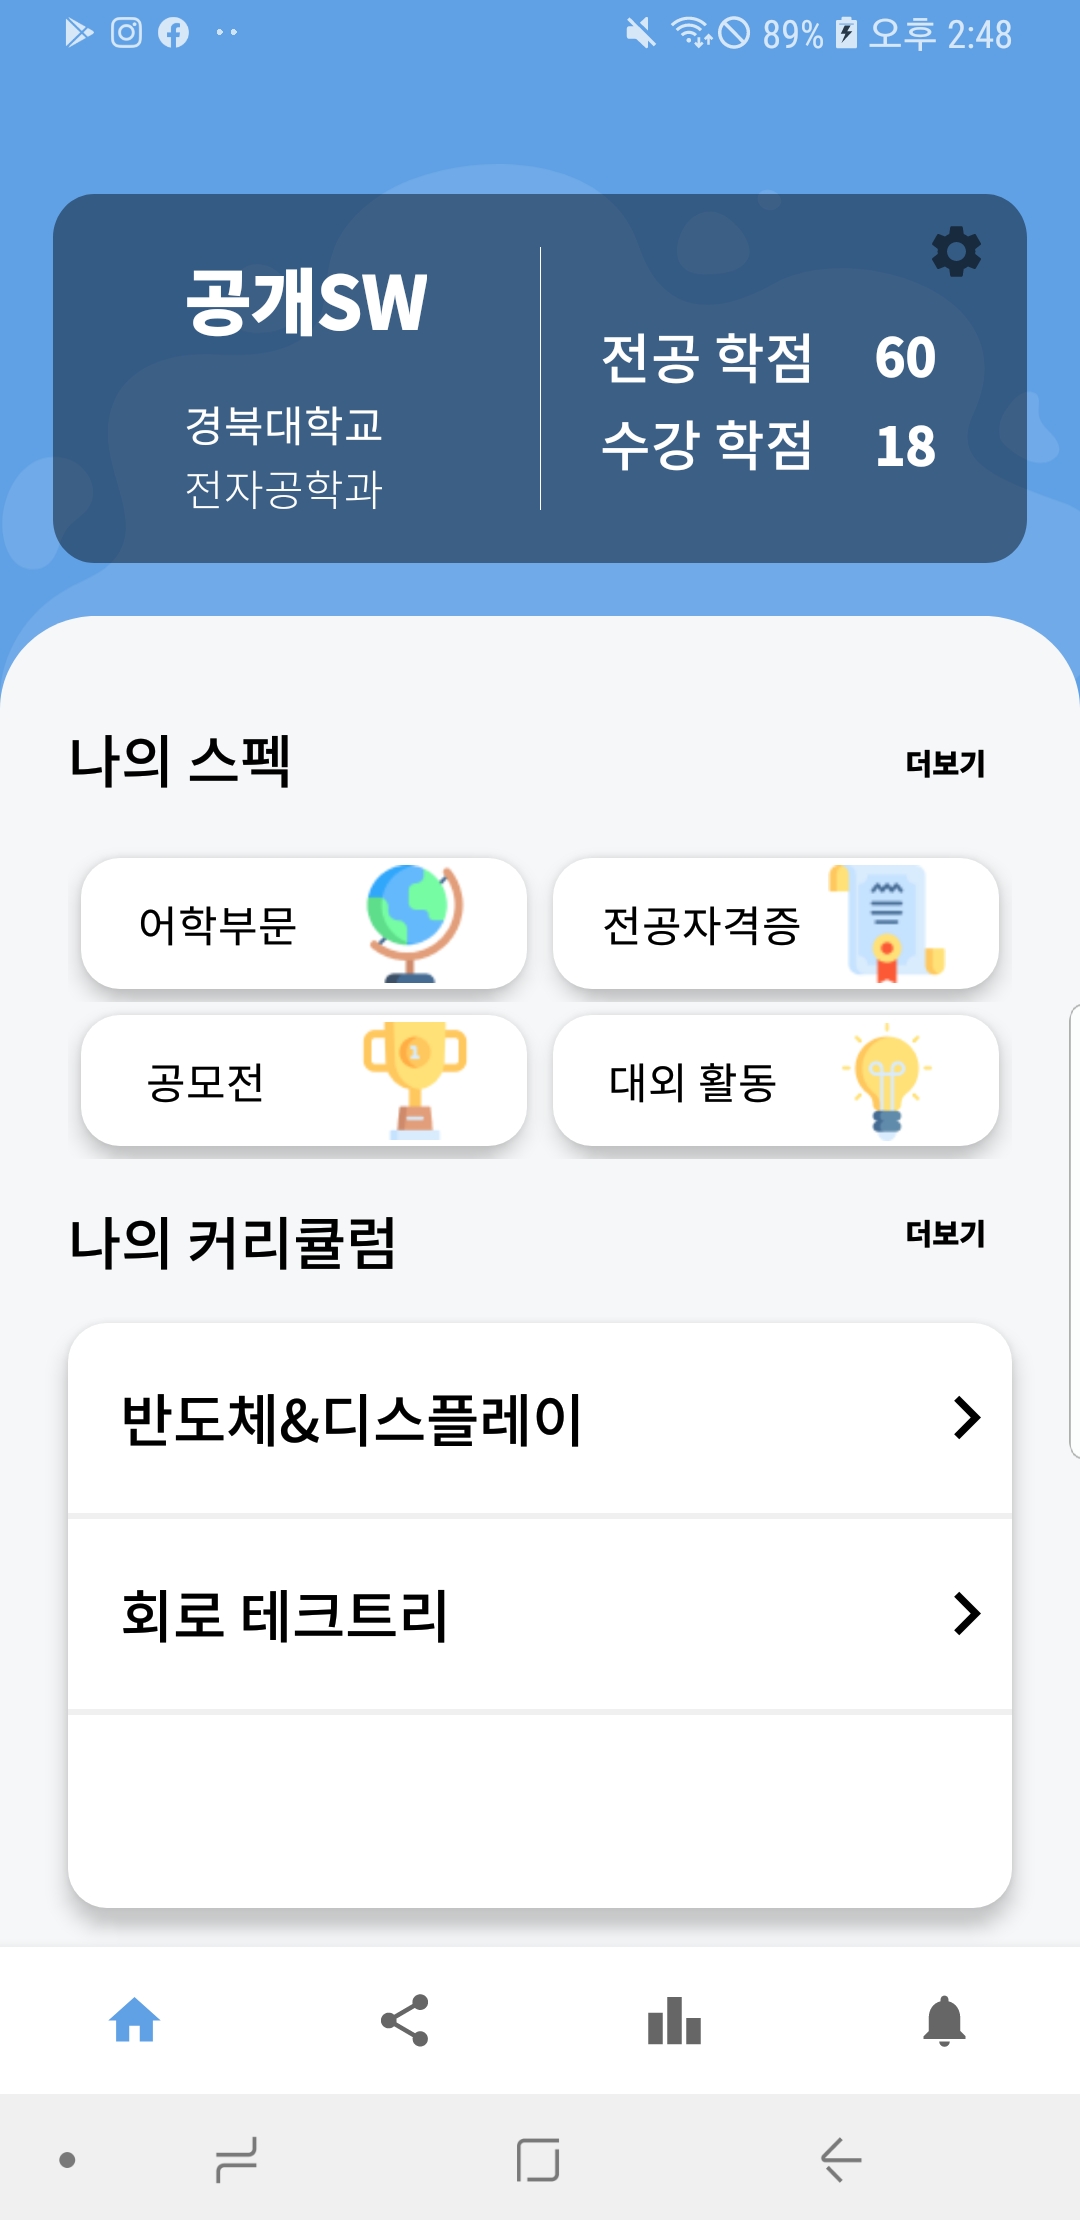 89% 오후 2:48
공개SW
경북대학교
전자공학과
전공 학점 60
수강 학점 18
나의 스펙 더보기
어학부문 전공자격증
공모전 1 대외 활동
나의 커리큘럼 더보기
반도체&디스플레이
회로 테크트리